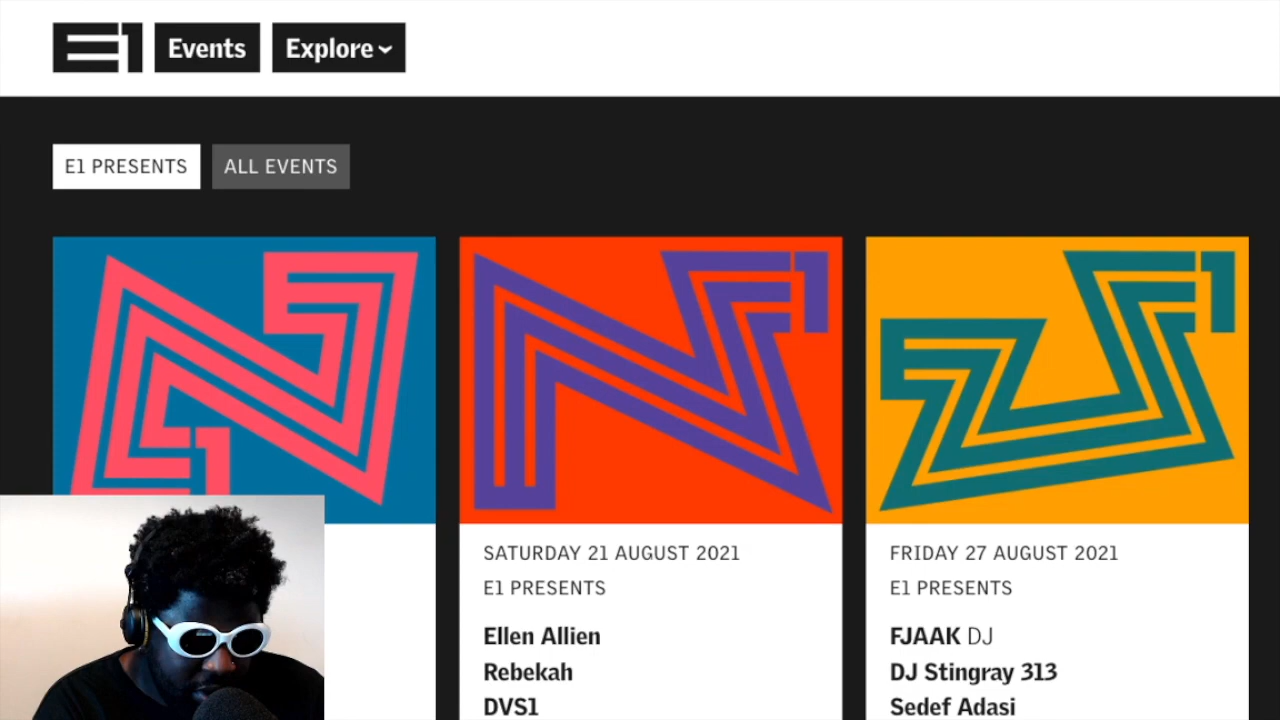 E1
Events
Explore
E1 PRESENTS
ALL EVENTS
SATURDAY 21 AUGUST 2021
E1 PRESENTS
Ellen Allien
Rebekah
DVS1
FRIDAY 27 AUGUST 2021
E1 PRESENTS
FJAAK DJ
DJ Stingray 313
Sedef Adasi